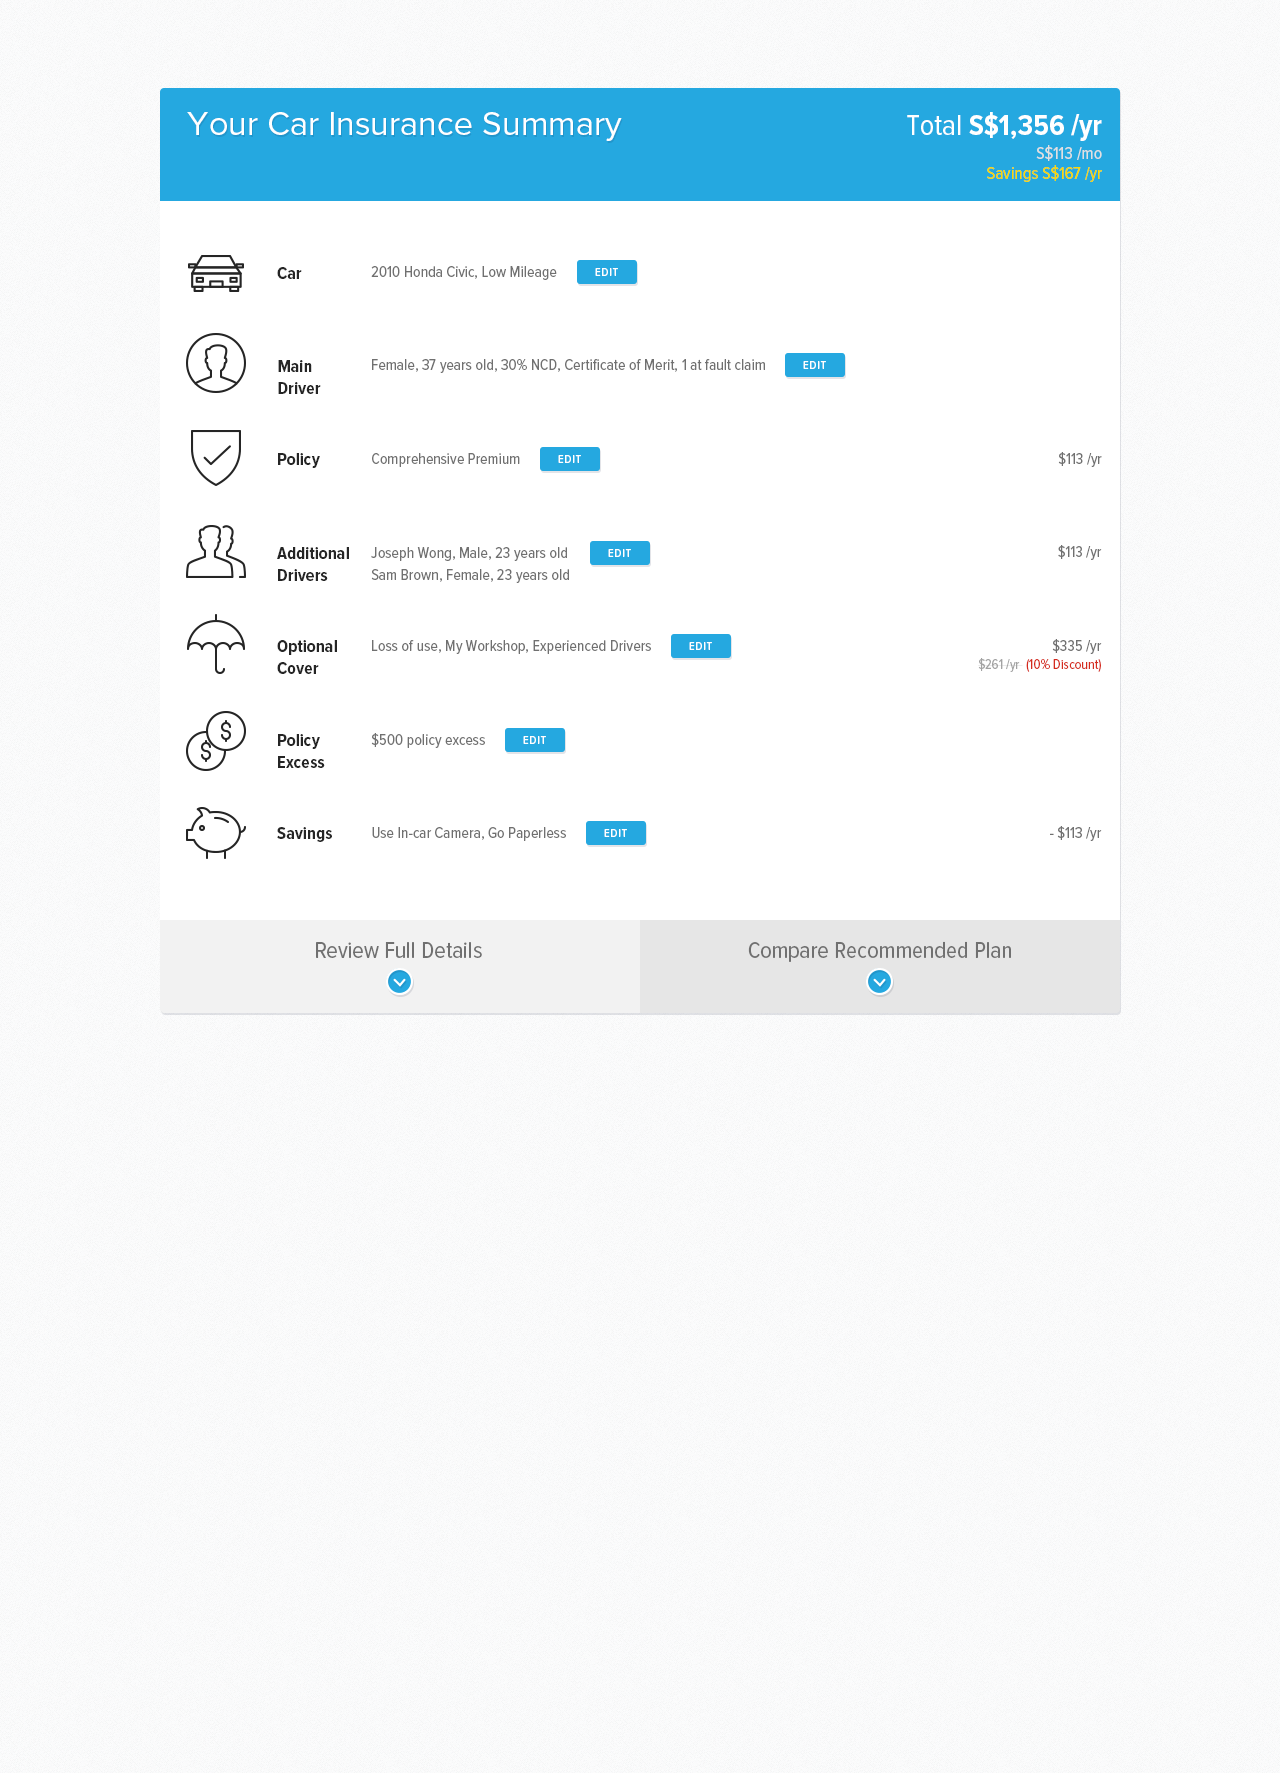 Your Car Insurance Summary
Total S$1,356 /yr
S$113 /mo
Savings S$167 /yr
Car
2010 Honda Civic, Low Mileage
EDIT
Main
Driver
Female, 37 years old, 30% NCD, Certificate of Merit, 1 at fault claim
EDIT
Policy
Comprehensive Premium
EDIT
$113 /yr
Additional
Drivers
Joseph Wong, Male, 23 years old
Sam Brown, Female, 23 years old
EDIT
$113 /yr
Optional
Cover
Loss of use, My Workshop, Experienced Drivers
EDIT
$335 /yr
$261 /yr (10% Discount)
$
$
Policy
Excess
$500 policy excess
EDIT
Savings
Use In-car Camera, Go Paperless
EDIT
- $113 /yr
Review Full Details
Compare Recommended Plan